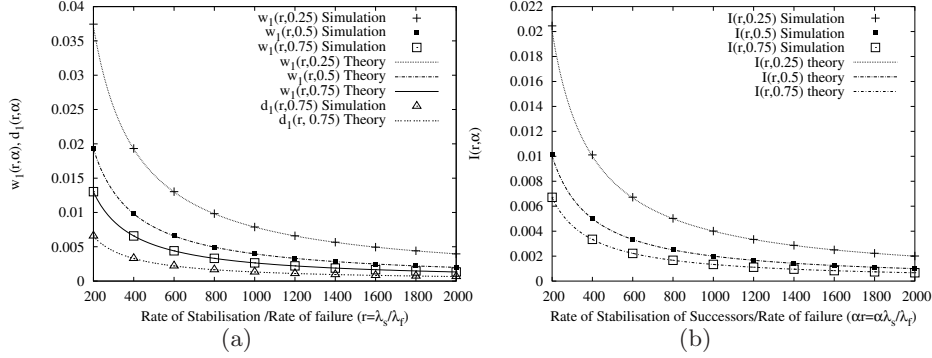 w₁(r,α), d₁(r,α)
0.04
0.035
0.03
0.025
0.02
0.015
0.01
0.005
0
w₁(r,0.25) Simulation
w₁(r,0.5) Simulation
w₁(r,0.75) Simulation
w₁(r,0.25) Theory
w₁(r,0.5) Theory
w₁(r,0.75) Theory
d₁(r,0.75) Simulation
d₁(r, 0.75) Theory
200 400 600 800 1000 1200 1400 1600 1800 2000
Rate of Stabilisation /Rate of failure (r=λₛ/λ_f)
(a)
I(r,α)
0.022
0.02
0.018
0.016
0.014
0.012
0.01
0.008
0.006
0.004
0.002
0
I(r,0.25) Simulation
I(r,0.5) Simulation
I(r,0.75) Simulation
I(r,0.25) theory
I(r,0.5) theory
I(r,0.75) theory
200 400 600 800 1000 1200 1400 1600 1800 2000
Rate of Stabilisation of Successors/Rate of failure (αr=αλₛ/λ_f)
(b)